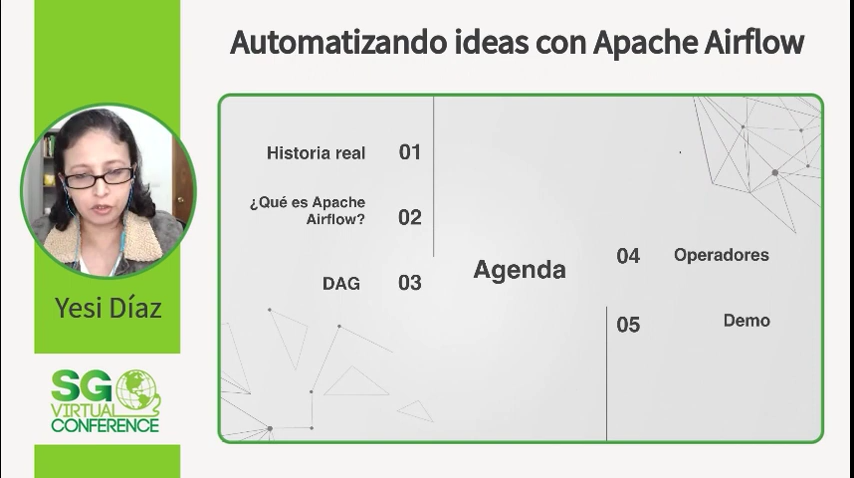 Automatizando ideas con Apache Airflow
Historia real 01
¿Qué es Apache
Airflow? 02
DAG 03
Agenda
04 Operadores
05 Demo
Yesi Díaz
SG
VIRTUAL
CONFERENCE